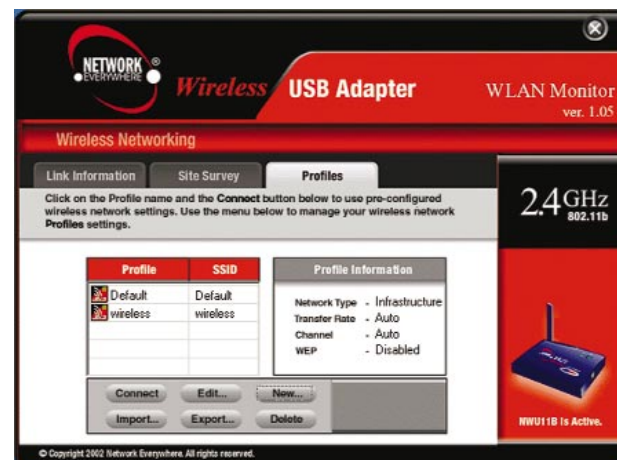 NETWORK ®
EVERYWHERE
Wireless USB Adapter
WLAN Monitor
ver. 1.05
Wireless Networking
Link Information Site Survey Profiles
Click on the Profile name and the Connect button below to use pre-configured
wireless network settings. Use the menu below to manage your wireless network
Profiles settings.
2.4 GHz
802.11b
Profile SSID
Default Default
wireless wireless
Profile Information
Network Type - Infrastructure
Transfer Rate - Auto
Channel - Auto
WEP - Disabled
Connect Edit... New...
Import... Export... Delete
NWU11B Is Active.
© Copyright 2002 Network Everywhere. All rights reserved.